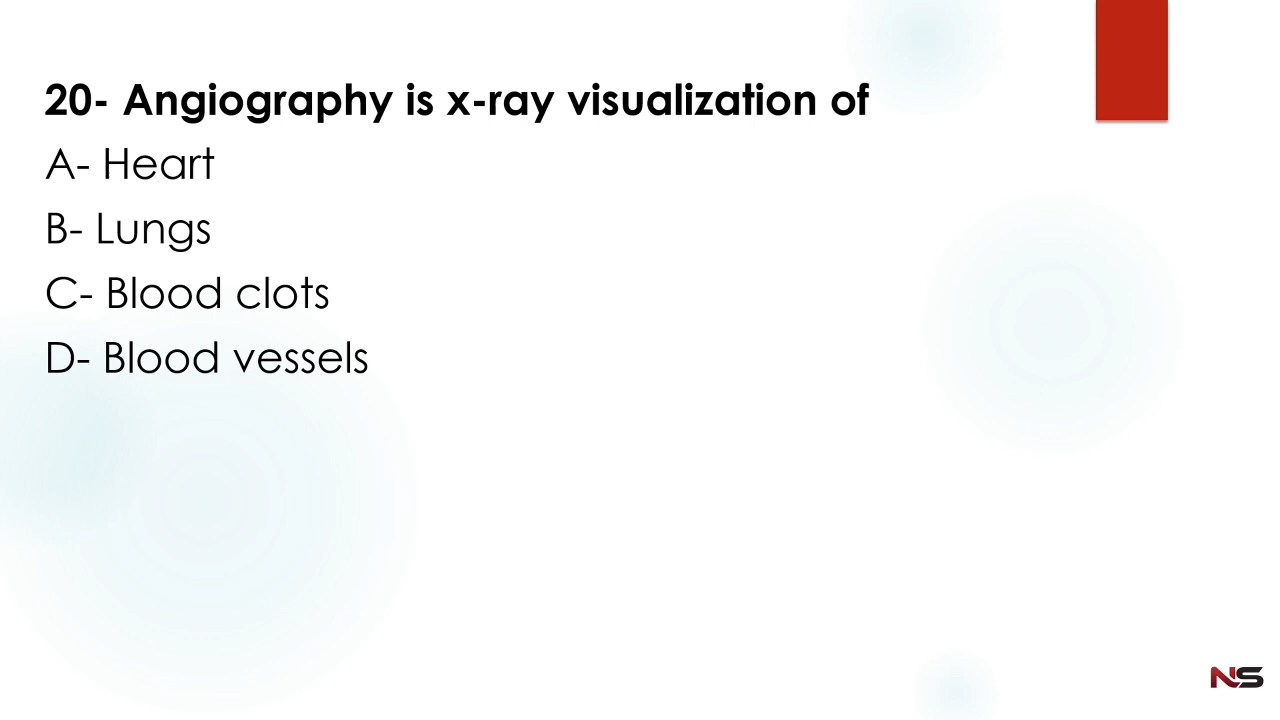 20- Angiography is x-ray visualization of
A- Heart
B- Lungs
C- Blood clots
D- Blood vessels
NS